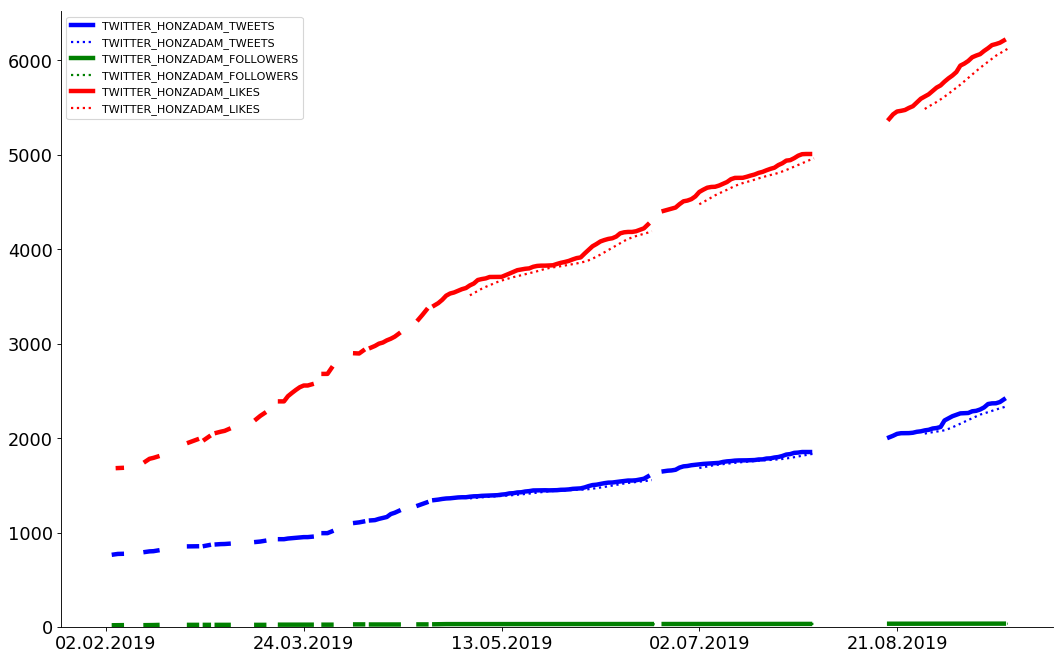 TWITTER_HONZADAM_TWEETS
TWITTER_HONZADAM_TWEETS
TWITTER_HONZADAM_FOLLOWERS
TWITTER_HONZADAM_FOLLOWERS
TWITTER_HONZADAM_LIKES
TWITTER_HONZADAM_LIKES
6000
5000
4000
3000
2000
1000
0
02.02.2019 24.03.2019 13.05.2019 02.07.2019 21.08.2019